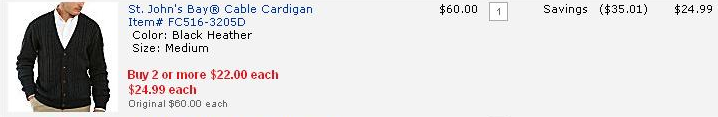 St. John's Bay® Cable Cardigan $60.00 1 Savings ($35.01) $24.99
Item# FC516-3205D
Color: Black Heather
Size: Medium
Buy 2 or more $22.00 each
$24.99 each
Original $60.00 each